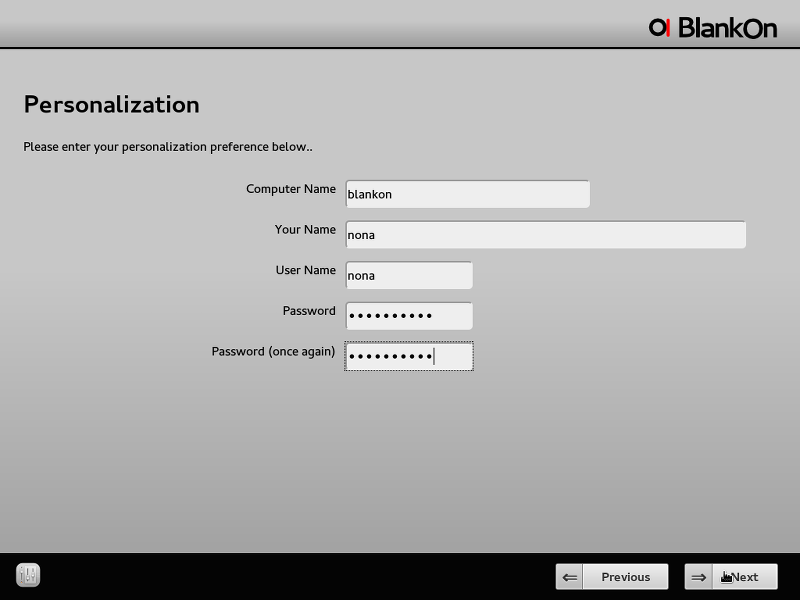 BlankOn
Personalization
Please enter your personalization preference below..
Computer Name blankon
Your Name nona
User Name nona
Password ••••••••••
Password (once again) ••••••••••
Previous Next